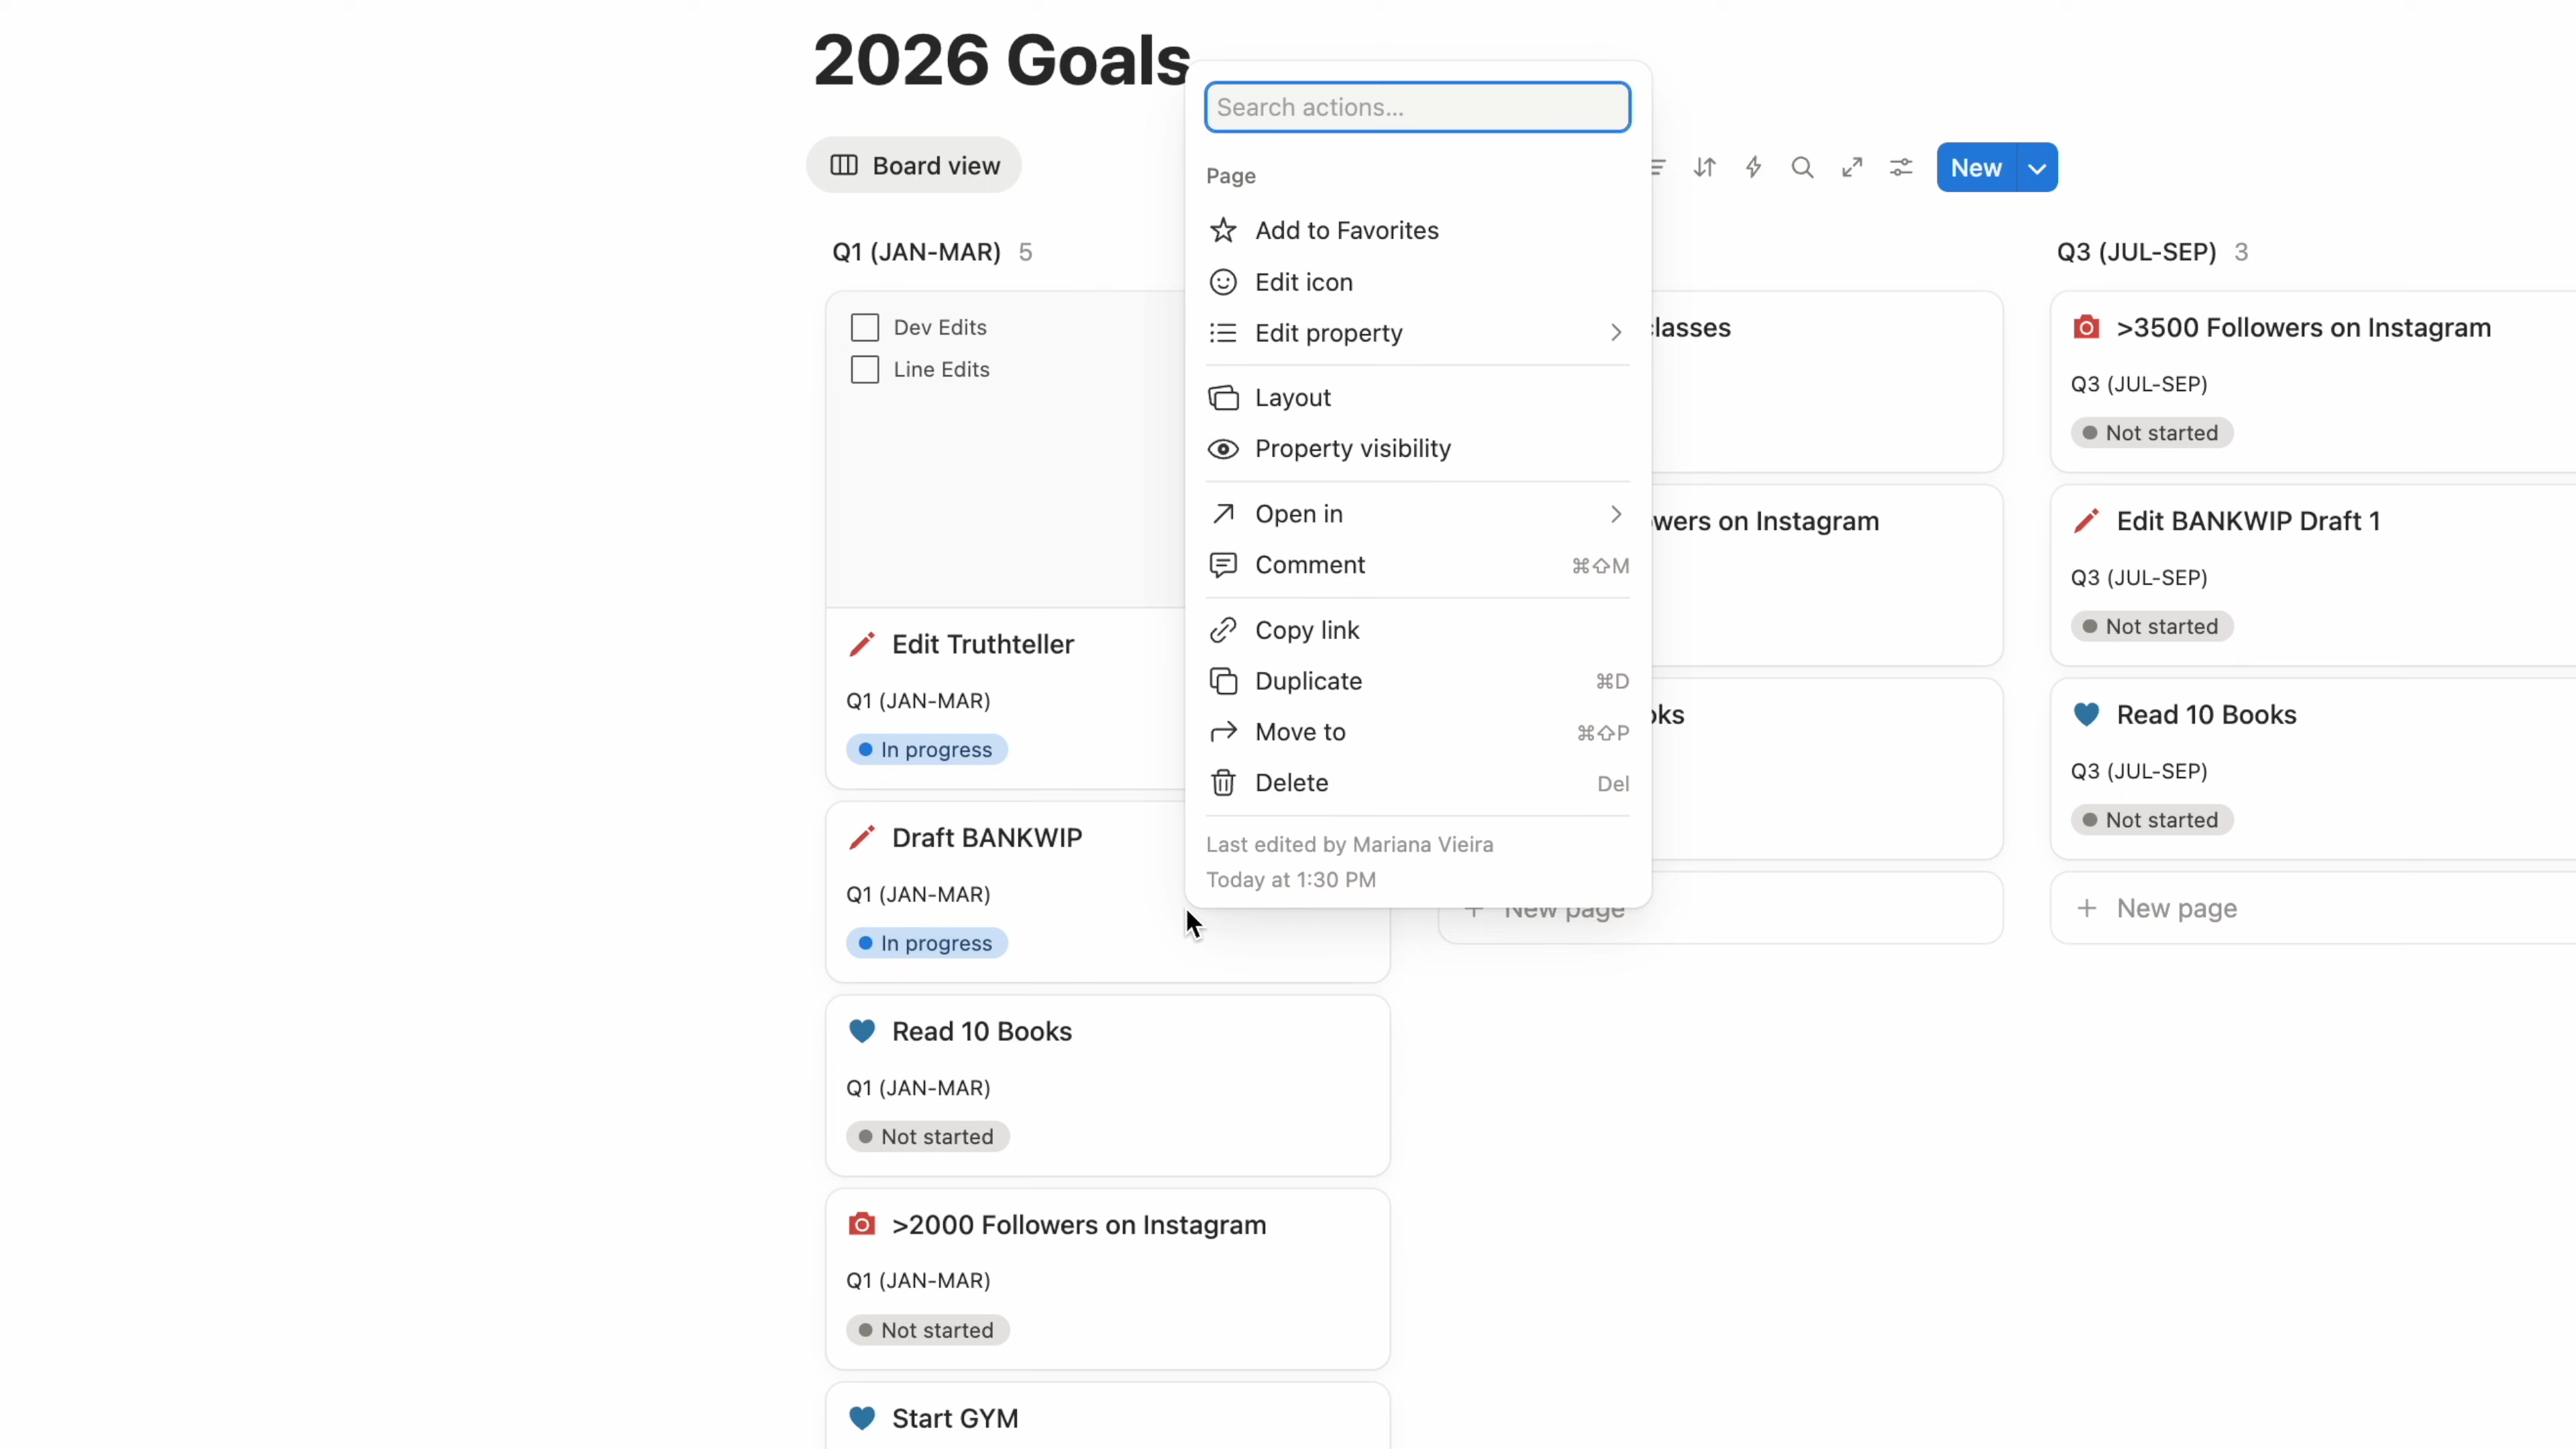 2026 Goals
Search actions...
Board view
New
Page
Add to Favorites
Edit icon
Edit property
Layout
Property visibility
Open in
Comment ⌘⇧M
Copy link
Duplicate ⌘D
Move to ⌘⇧P
Delete Del
Last edited by Mariana Vieira
Today at 1:30 PM
Q1 (JAN-MAR) 5
Dev Edits
Line Edits
Edit Truthteller
Q1 (JAN-MAR)
In progress
Draft BANKWIP
Q1 (JAN-MAR)
In progress
Read 10 Books
Q1 (JAN-MAR)
Not started
>2000 Followers on Instagram
Q1 (JAN-MAR)
Not started
Start GYM
classes
wers on Instagram
oks
New page
Q3 (JUL-SEP) 3
>3500 Followers on Instagram
Q3 (JUL-SEP)
Not started
Edit BANKWIP Draft 1
Q3 (JUL-SEP)
Not started
Read 10 Books
Q3 (JUL-SEP)
Not started
New page